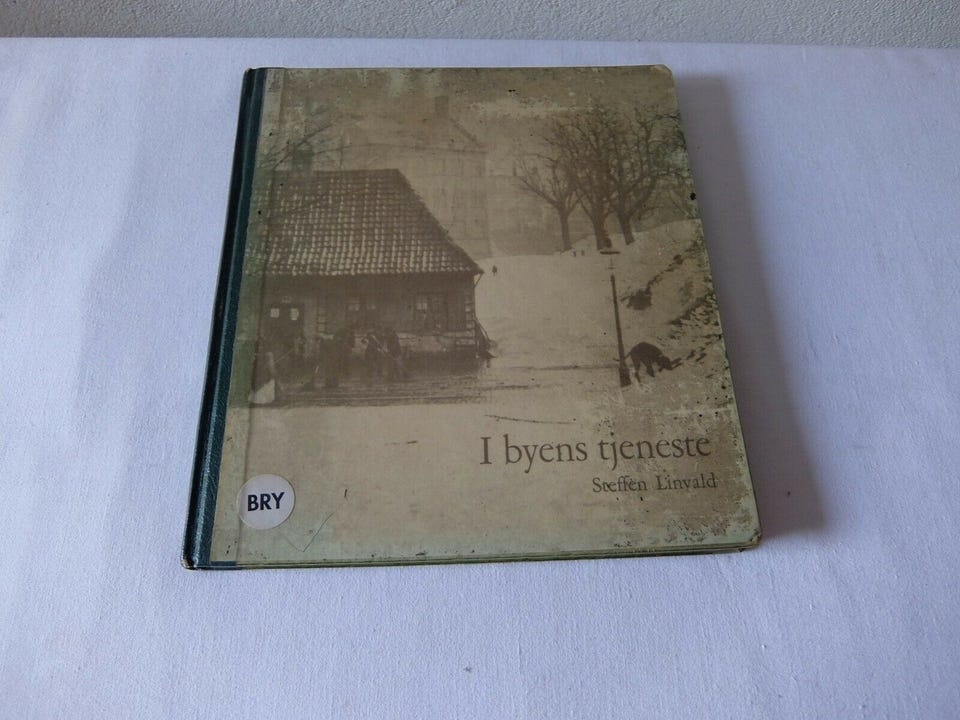 I byens tjeneste
Steffen Linvald
BRY